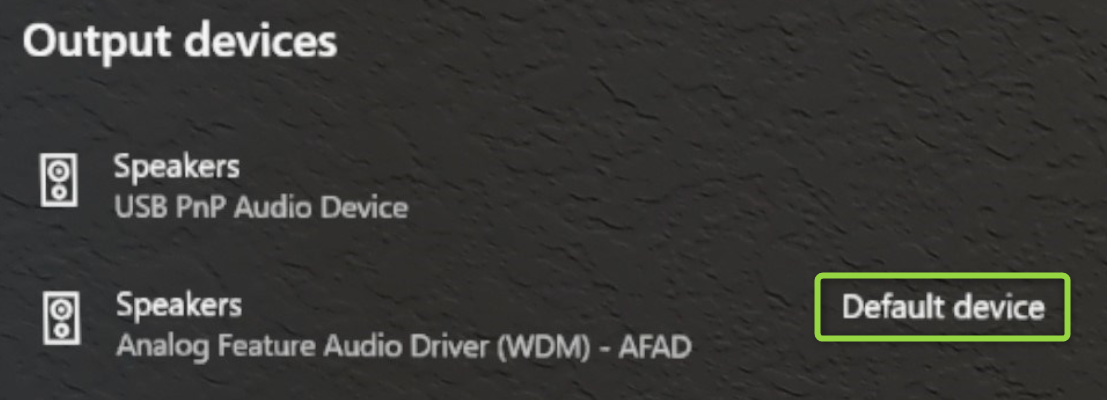 Output devices
Speakers
USB PnP Audio Device
Speakers
Default device
Analog Feature Audio Driver (WDM) - AFAD